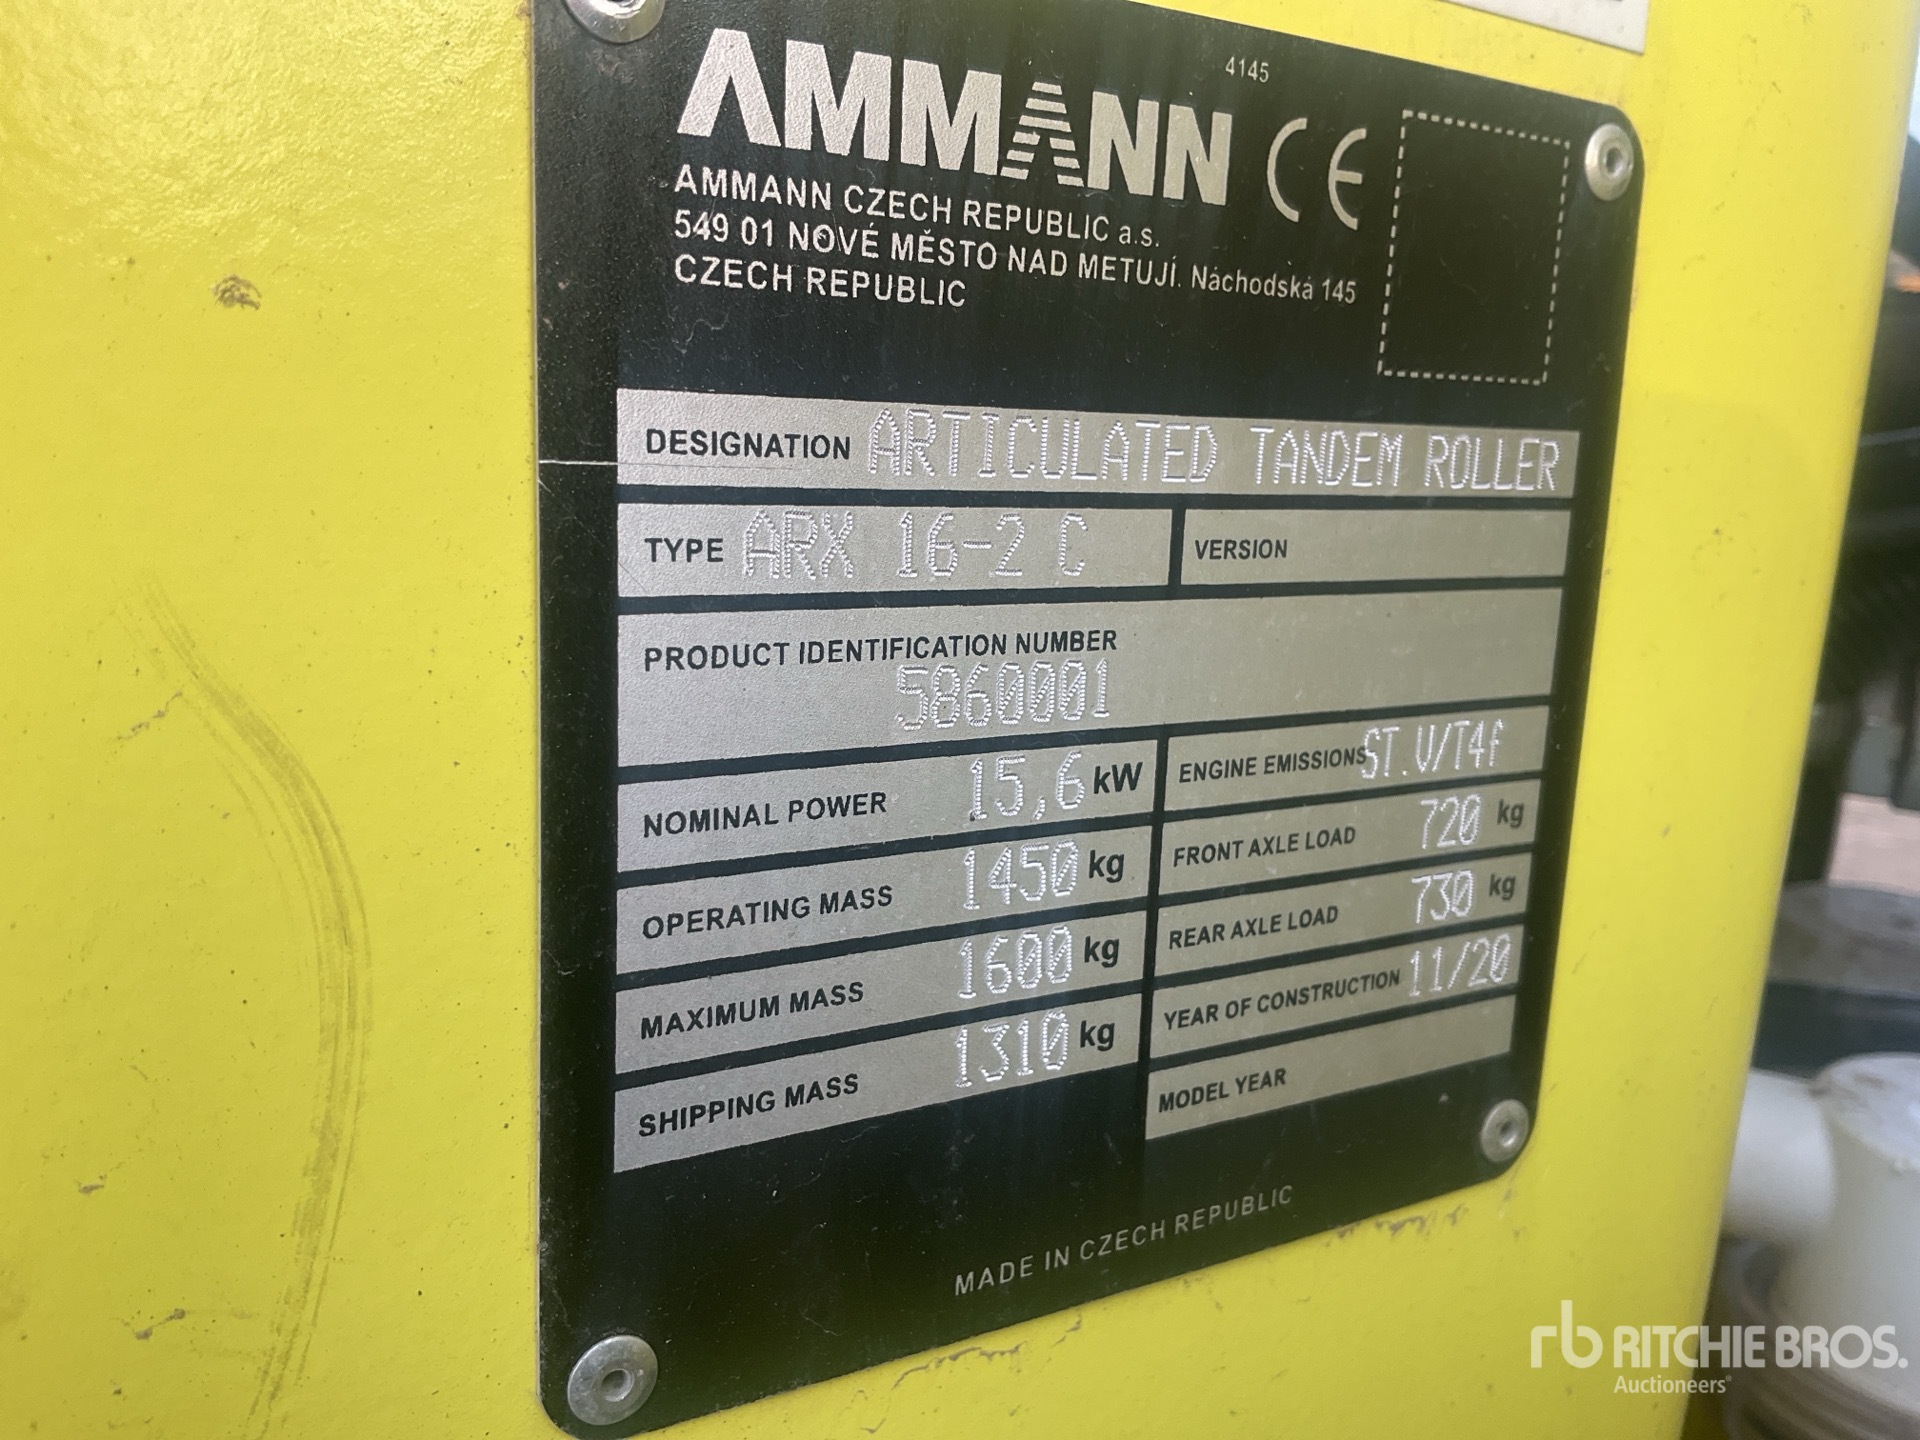 4145
AMMANN CE
AMMANN CZECH REPUBLIC a.s.
549 01 NOVÉ MĚSTO NAD METUJÍ. Náchodská 145
CZECH REPUBLIC
DESIGNATION ARTICULATED TANDEM ROLLER
TYPE ARX 16-2 C VERSION
PRODUCT IDENTIFICATION NUMBER
5860001
NOMINAL POWER 15,6 kW ENGINE EMISSIONS ST.V/T4f
OPERATING MASS 1450 kg FRONT AXLE LOAD 720 kg
MAXIMUM MASS 1600 kg REAR AXLE LOAD 730 kg
SHIPPING MASS 1310 kg YEAR OF CONSTRUCTION 11/20
MODEL YEAR
MADE IN CZECH REPUBLIC
rb RITCHIE BROS.
Auctioneers